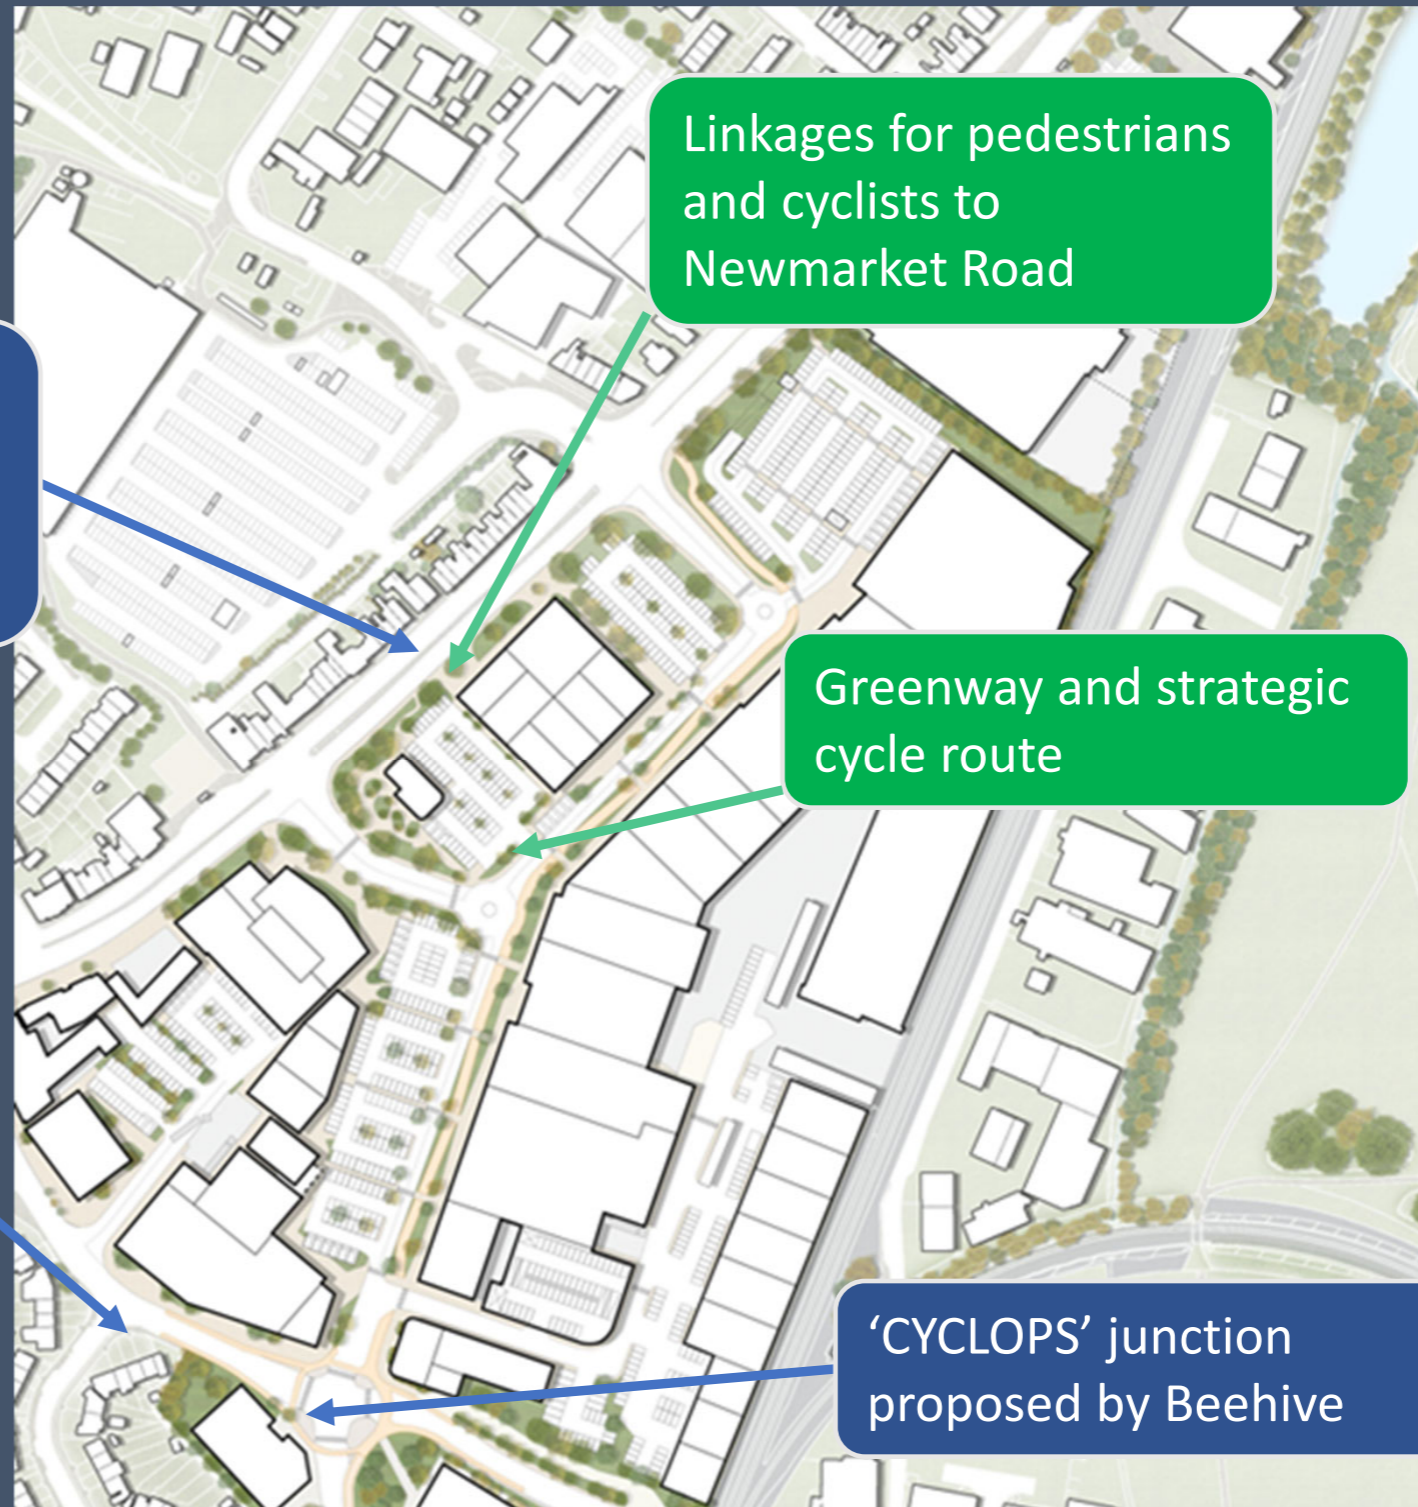 Linkages for pedestrians
and cyclists to
Newmarket Road
Greenway and strategic
cycle route
‘CYCLOPS’ junction
proposed by Beehive